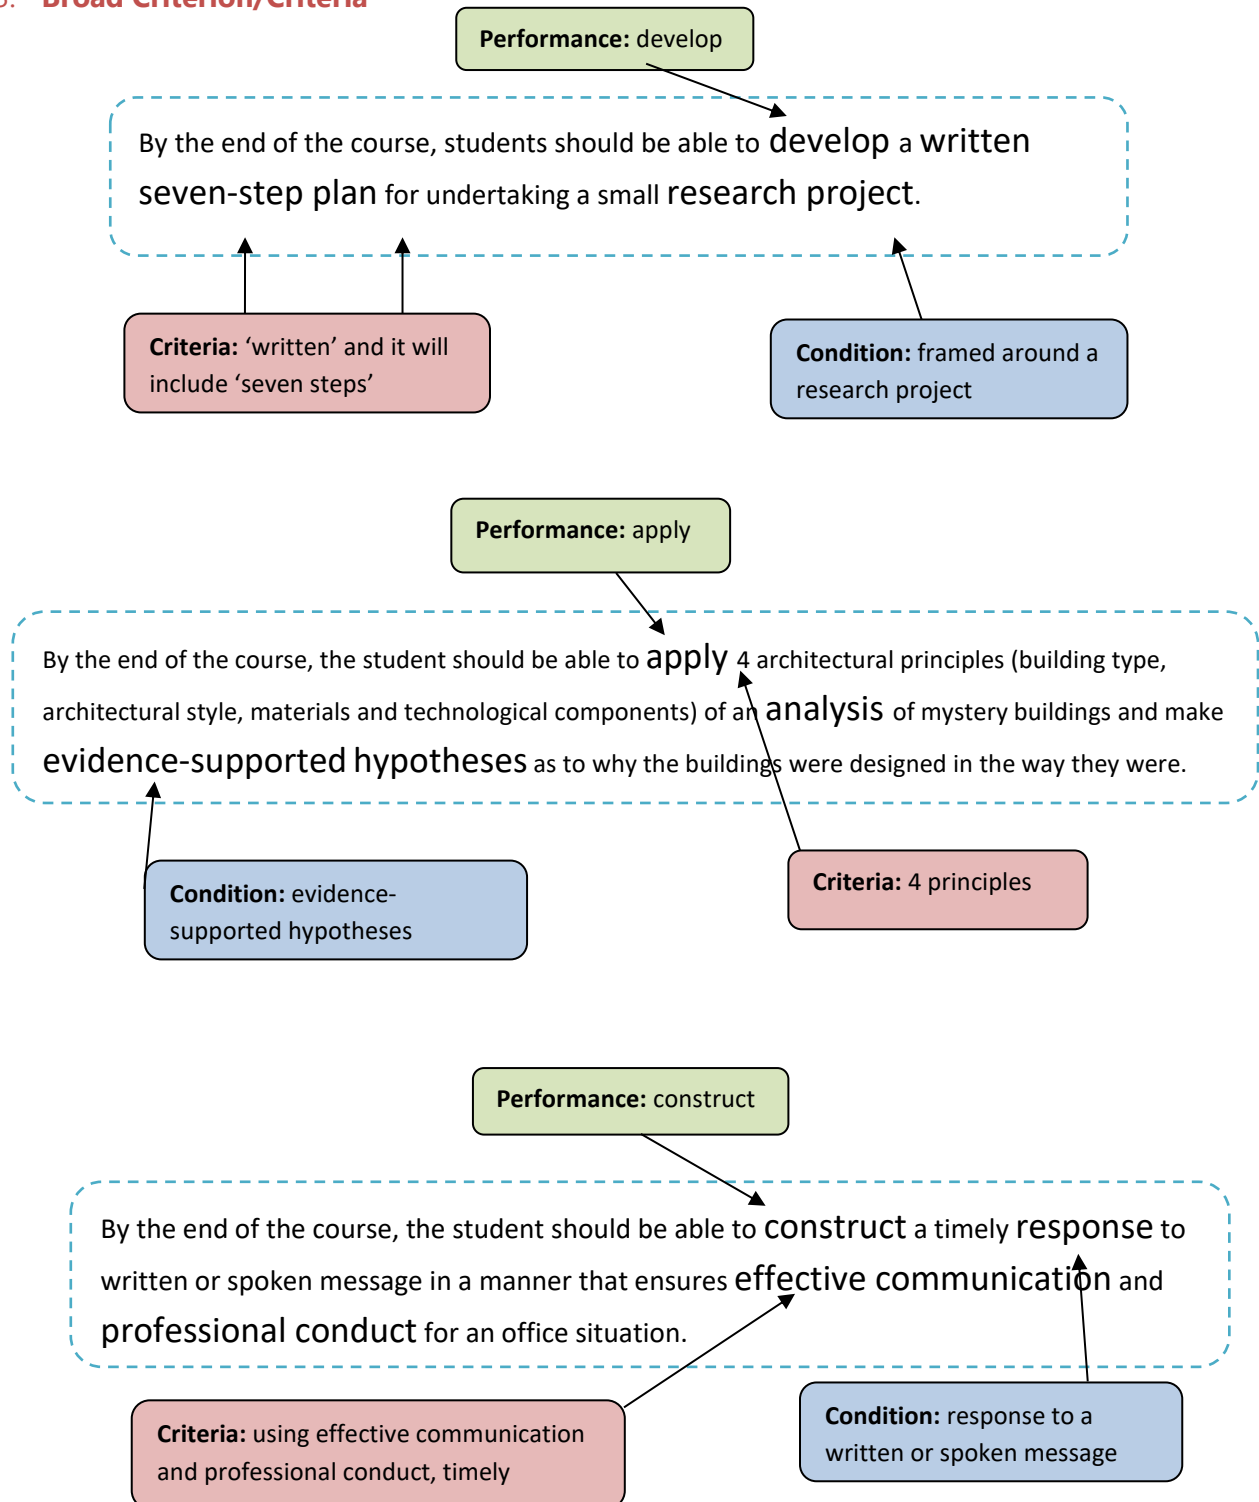 Broad Criterion/Criteria
Performance: develop
By the end of the course, students should be able to develop a written
seven-step plan for undertaking a small research project.
Criteria: ‘written’ and it will
include ‘seven steps’
Condition: framed around a
research project
Performance: apply
By the end of the course, the student should be able to apply 4 architectural principles (building type,
architectural style, materials and technological components) of an analysis of mystery buildings and make
evidence-supported hypotheses as to why the buildings were designed in the way they were.
Condition: evidence-
supported hypotheses
Criteria: 4 principles
Performance: construct
By the end of the course, the student should be able to construct a timely response to
written or spoken message in a manner that ensures effective communication and
professional conduct for an office situation.
Criteria: using effective communication
and professional conduct, timely
Condition: response to a
written or spoken message